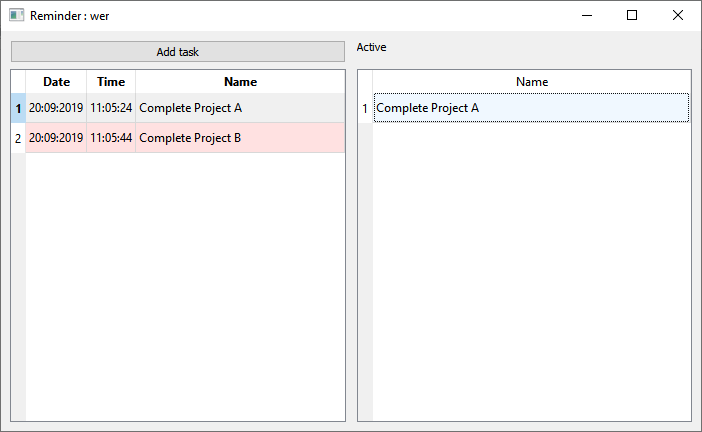 Reminder : wer
Add task
Active
Date Time Name
1 20:09:2019 11:05:24 Complete Project A
2 20:09:2019 11:05:44 Complete Project B
Name
1 Complete Project A